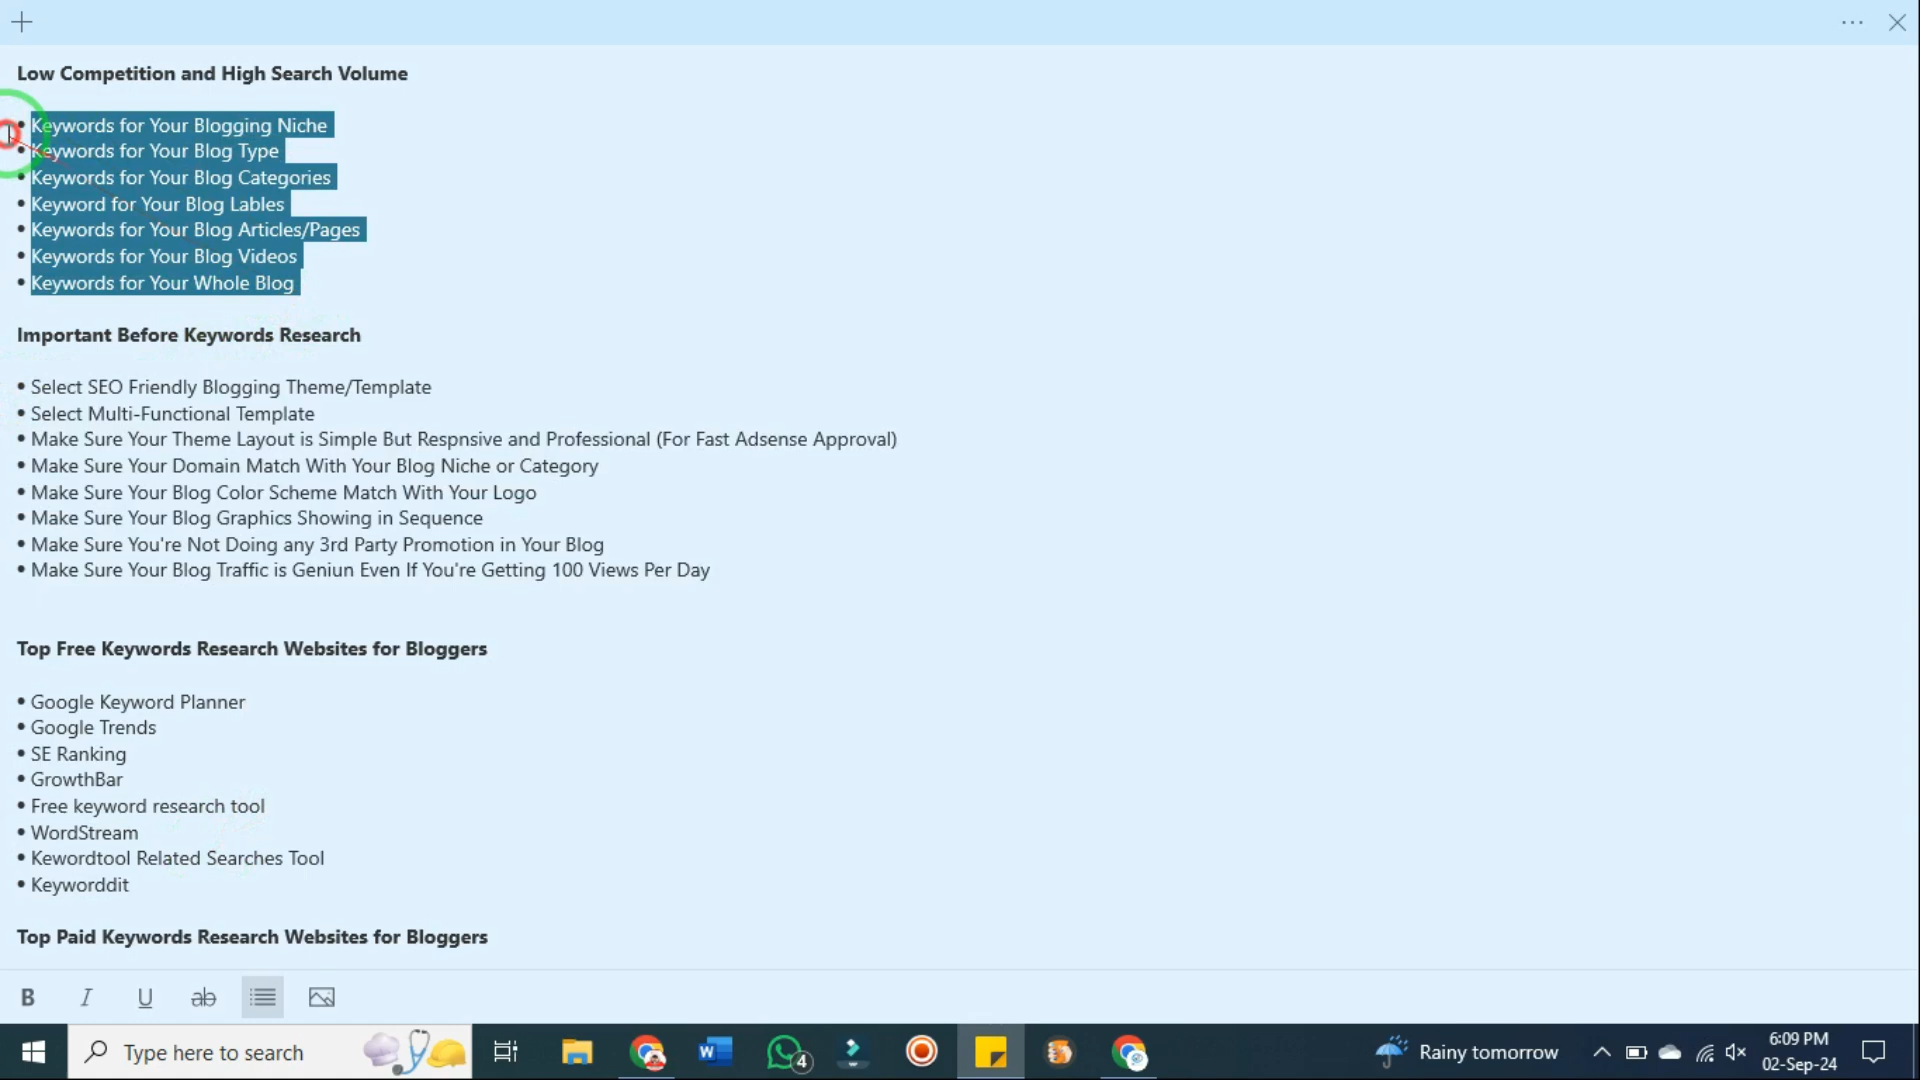 Low Competition and High Search Volume
• Keywords for Your Blogging Niche
• Keywords for Your Blog Type
• Keywords for Your Blog Categories
• Keyword for Your Blog Lables
• Keywords for Your Blog Articles/Pages
• Keywords for Your Blog Videos
• Keywords for Your Whole Blog
Important Before Keywords Research
• Select SEO Friendly Blogging Theme/Template
• Select Multi-Functional Template
• Make Sure Your Theme Layout is Simple But Respnsive and Professional (For Fast Adsense Approval)
• Make Sure Your Domain Match With Your Blog Niche or Category
• Make Sure Your Blog Color Scheme Match With Your Logo
• Make Sure Your Blog Graphics Showing in Sequence
• Make Sure You're Not Doing any 3rd Party Promotion in Your Blog
• Make Sure Your Blog Traffic is Geniun Even If You're Getting 100 Views Per Day
Top Free Keywords Research Websites for Bloggers
• Google Keyword Planner
• Google Trends
• SE Ranking
• GrowthBar
• Free keyword research tool
• WordStream
• Kewordtool Related Searches Tool
• Keyworddit
Top Paid Keywords Research Websites for Bloggers
B I U ab
Type here to search
W
4
Rainy tomorrow
6:09 PM
02-Sep-24